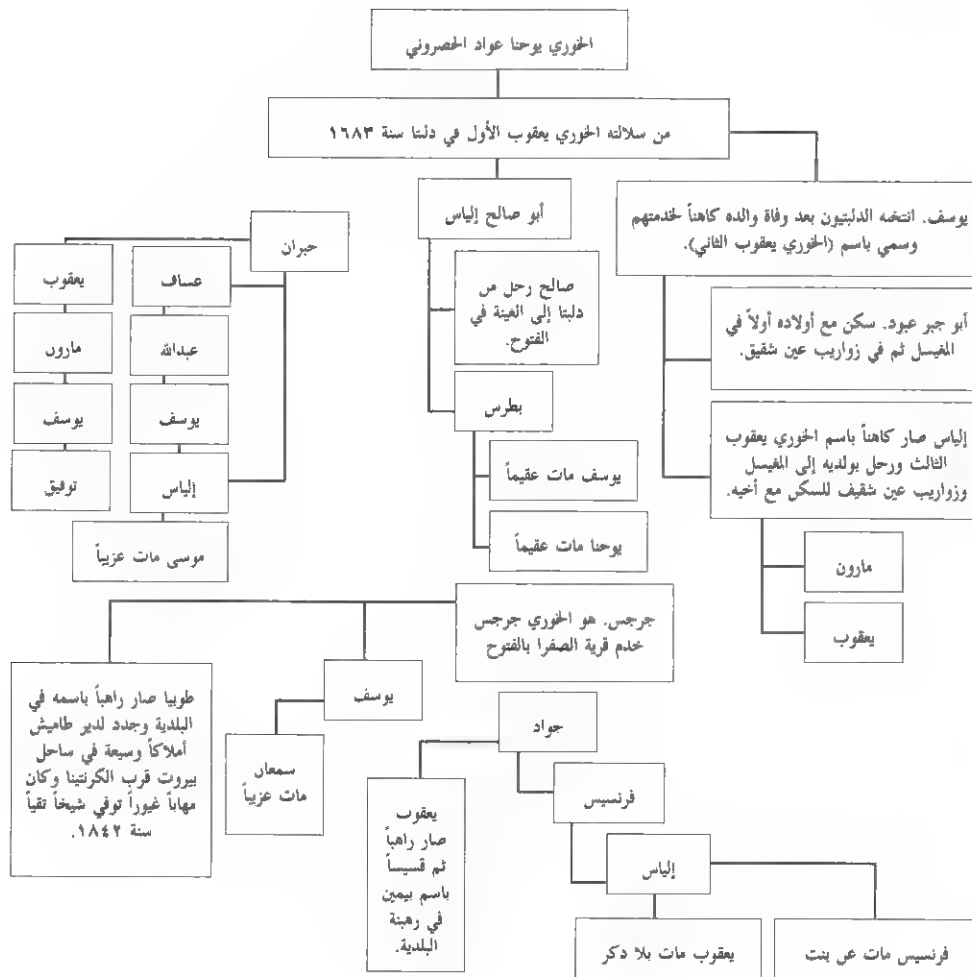 الخوري يوحنا عواد الحصروني
من سلالته الخوري يعقوب الأول في دلبتا سنة ١٦٨٣
يوسف. انتخبه الدلبتيون بعد وفاة والده كاهناً لخدمتهم
وسمي باسم (الخوري يعقوب الثاني).
أبو جبر عبود. سكن مع أولاده أولاً في
المغيسل ثم في زواريب عين شقيق.
إلياس صار كاهناً باسم الخوري يعقوب
الثالث ورحل بولديه إلى المغيسل
وزواريب عين شقيف للسكن مع أخيه.
مارون
يعقوب
أبو صالح إلياس
صالح رحل من
دلبتا إلى الغينة في
الفتوح.
بطرس
يوسف مات عقيماً
يوحنا مات عقيماً
جبران
عساف
عبدالله
يوسف
إلياس
موسى مات عزيباً
يعقوب
مارون
يوسف
توفيق
جرجس. هو الخوري جرجس
خدم قرية الصفرا بالفتوح
يوسف
سمعان
مات عزيباً
طوبيا صار راهباً باسمه في
البلدية وجدد لدير طاميش
أملاكاً وسيعة في ساحل
بيروت قرب الكرنتينا وكان
مهاباً غيوراً توفي شيخاً تقياً
سنة ١٨٤٢.
جواد
يعقوب
صار راهباً
ثم قسيساً
باسم بيمين
في رهبنة
البلدية.
فرنسيس
إلياس
فرنسيس مات عن بنت
يعقوب مات بلا دكر